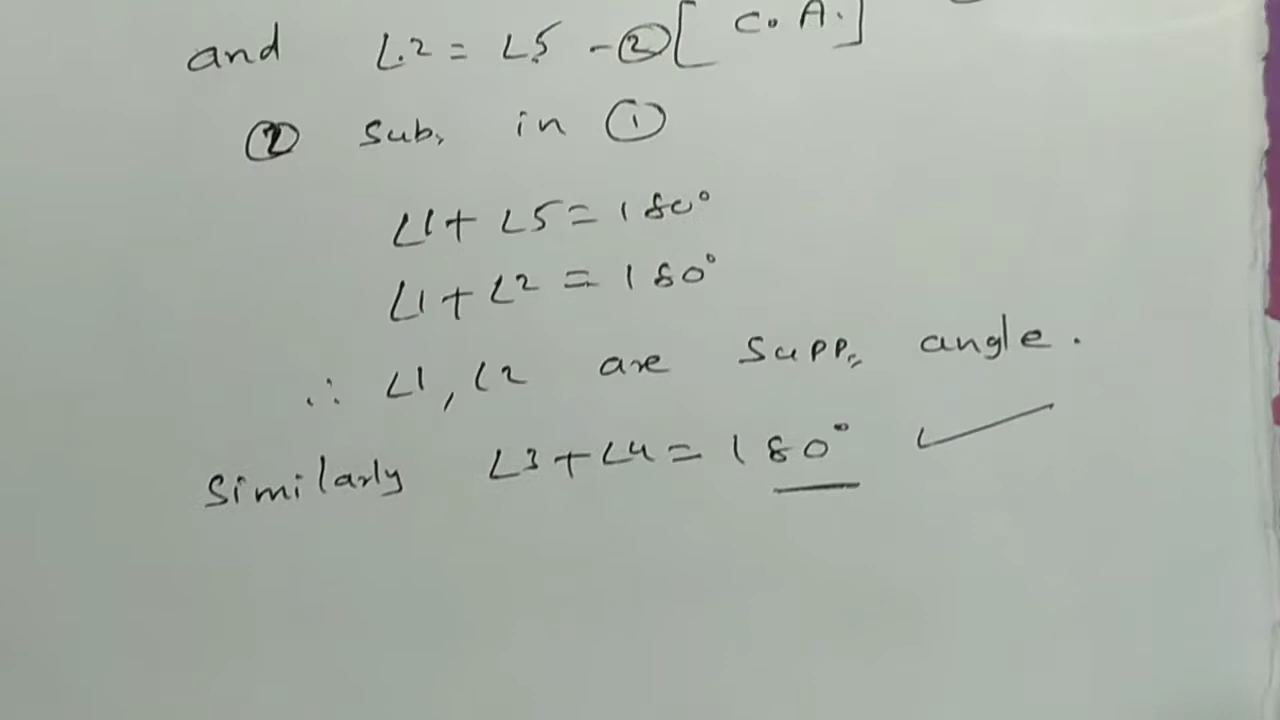 and ∠2 = ∠5 - ② [ C. A. ]
② sub, in ①
∠1 + ∠5 = 180°
∠1 + ∠2 = 180°
∴ ∠1, ∠2 are supp, angle.
Similarly ∠3 + ∠4 = 180° ✓